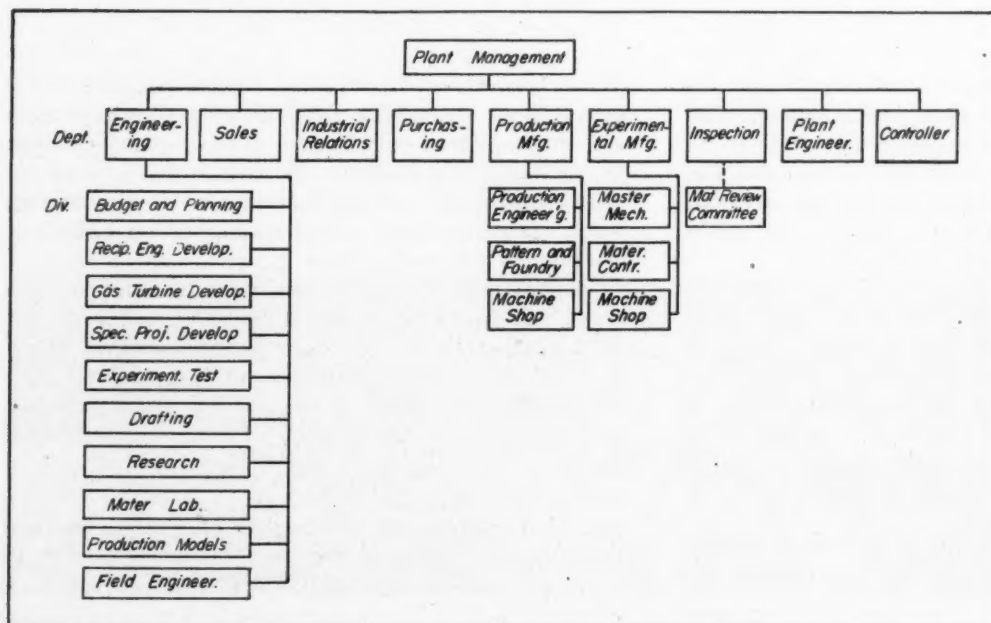 Plant Management
Dept.
Engineer-
ing
Sales
Industrial
Relations
Purchas-
ing
Production
Mfg.
Experimen-
tal Mfg.
Inspection
Plant
Engineer.
Controller
Div.
Budget and Planning
Recip. Eng. Develop.
Gas Turbine Develop.
Spec. Proj. Develop
Experiment. Test
Drafting
Research
Mater Lab.
Production Models
Field Engineer.
Production
Engineer'g.
Pattern and
Foundry
Machine
Shop
Master
Mech.
Mater.
Contr.
Machine
Shop
Mat Review
Committee